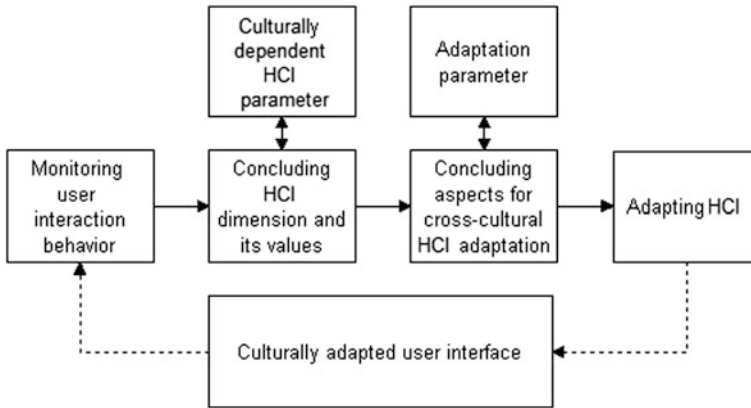 Culturally
dependent
HCI
parameter
Adaptation
parameter
Monitoring
user
interaction
behavior
Concluding
HCI
dimension and
its values
Concluding
aspects for
cross-cultural
HCI adaptation
Adapting HCI
Culturally adapted user interface